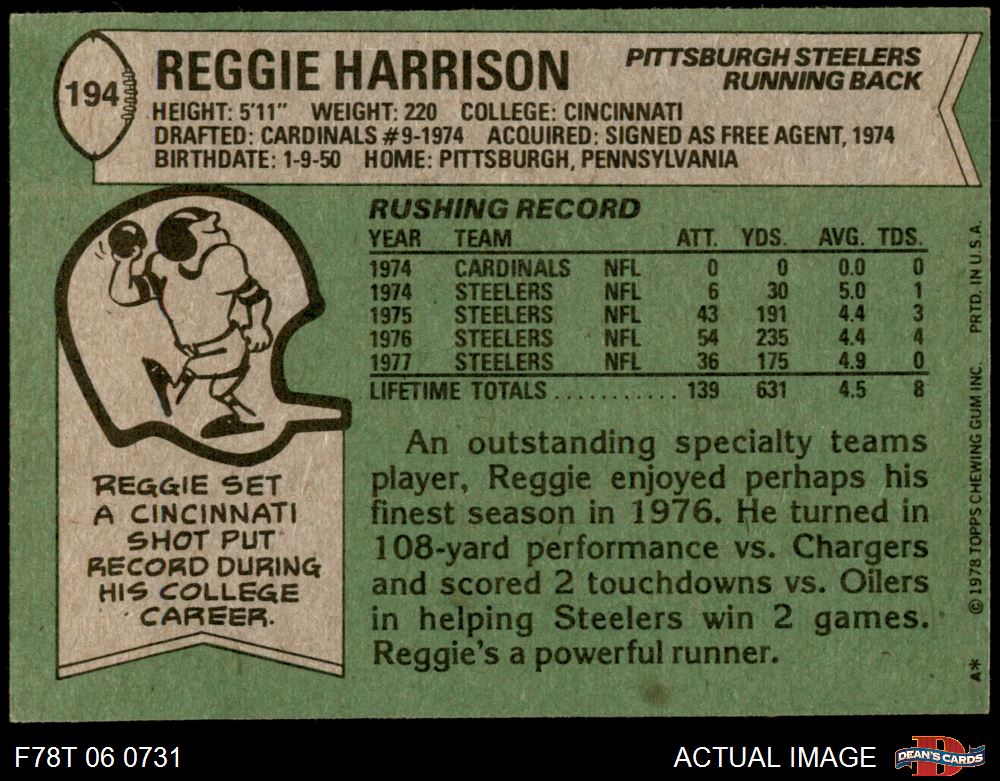 194
REGGIE HARRISON
PITTSBURGH STEELERS
RUNNING BACK
HEIGHT: 5'11" WEIGHT: 220 COLLEGE: CINCINNATI
DRAFTED: CARDINALS #9-1974 ACQUIRED: SIGNED AS FREE AGENT, 1974
BIRTHDATE: 1-9-50 HOME: PITTSBURGH, PENNSYLVANIA
RUSHING RECORD
YEAR TEAM ATT. YDS. AVG. TDS.
1974 CARDINALS NFL 0 0 0.0 0
1974 STEELERS NFL 6 30 5.0 1
1975 STEELERS NFL 43 191 4.4 3
1976 STEELERS NFL 54 235 4.4 4
1977 STEELERS NFL 36 175 4.9 0
LIFETIME TOTALS ........... 139 631 4.5 8
REGGIE SET
A CINCINNATI
SHOT PUT
RECORD DURING
HIS COLLEGE
CAREER.
An outstanding specialty teams
player, Reggie enjoyed perhaps his
finest season in 1976. He turned in
108-yard performance vs. Chargers
and scored 2 touchdowns vs. Oilers
in helping Steelers win 2 games.
Reggie's a powerful runner.
A* © 1978 TOPPS CHEWING GUM INC. PRTD. IN U.S.A.
F78T 06 0731
ACTUAL IMAGE
D
DEAN'S CARDS